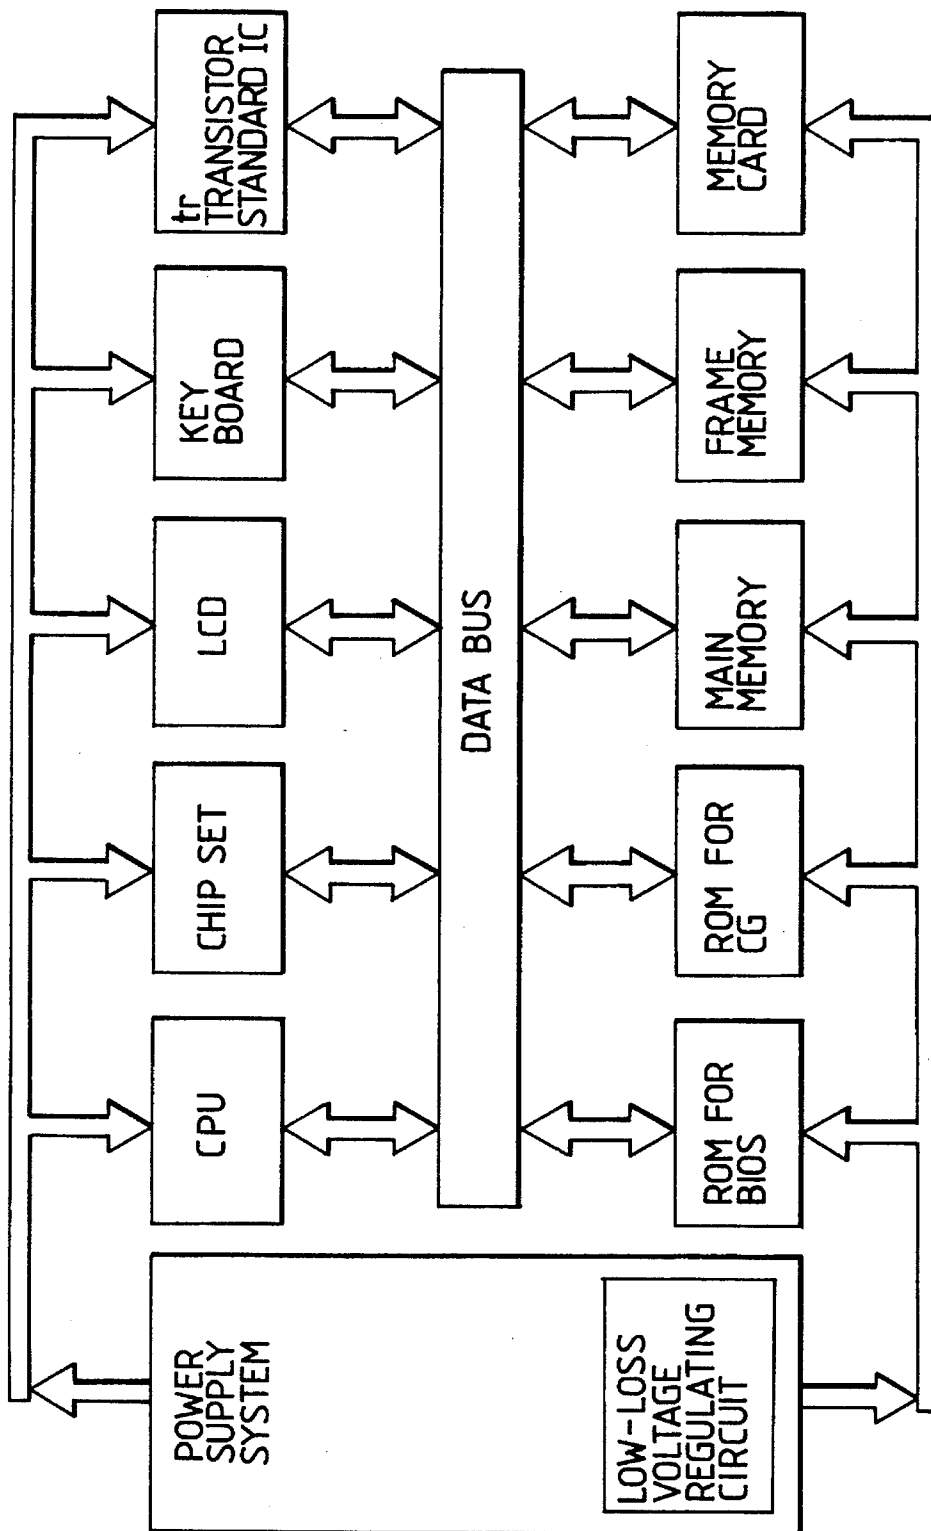 POWER
SUPPLY
SYSTEM
LOW-LOSS
VOLTAGE
REGULATING
CIRCUIT
CPU
CHIP SET
LCD
KEY
BOARD
tr
TRANSISTOR
STANDARD IC
DATA BUS
ROM FOR
BIOS
ROM FOR
CG
MAIN
MEMORY
FRAME
MEMORY
MEMORY
CARD